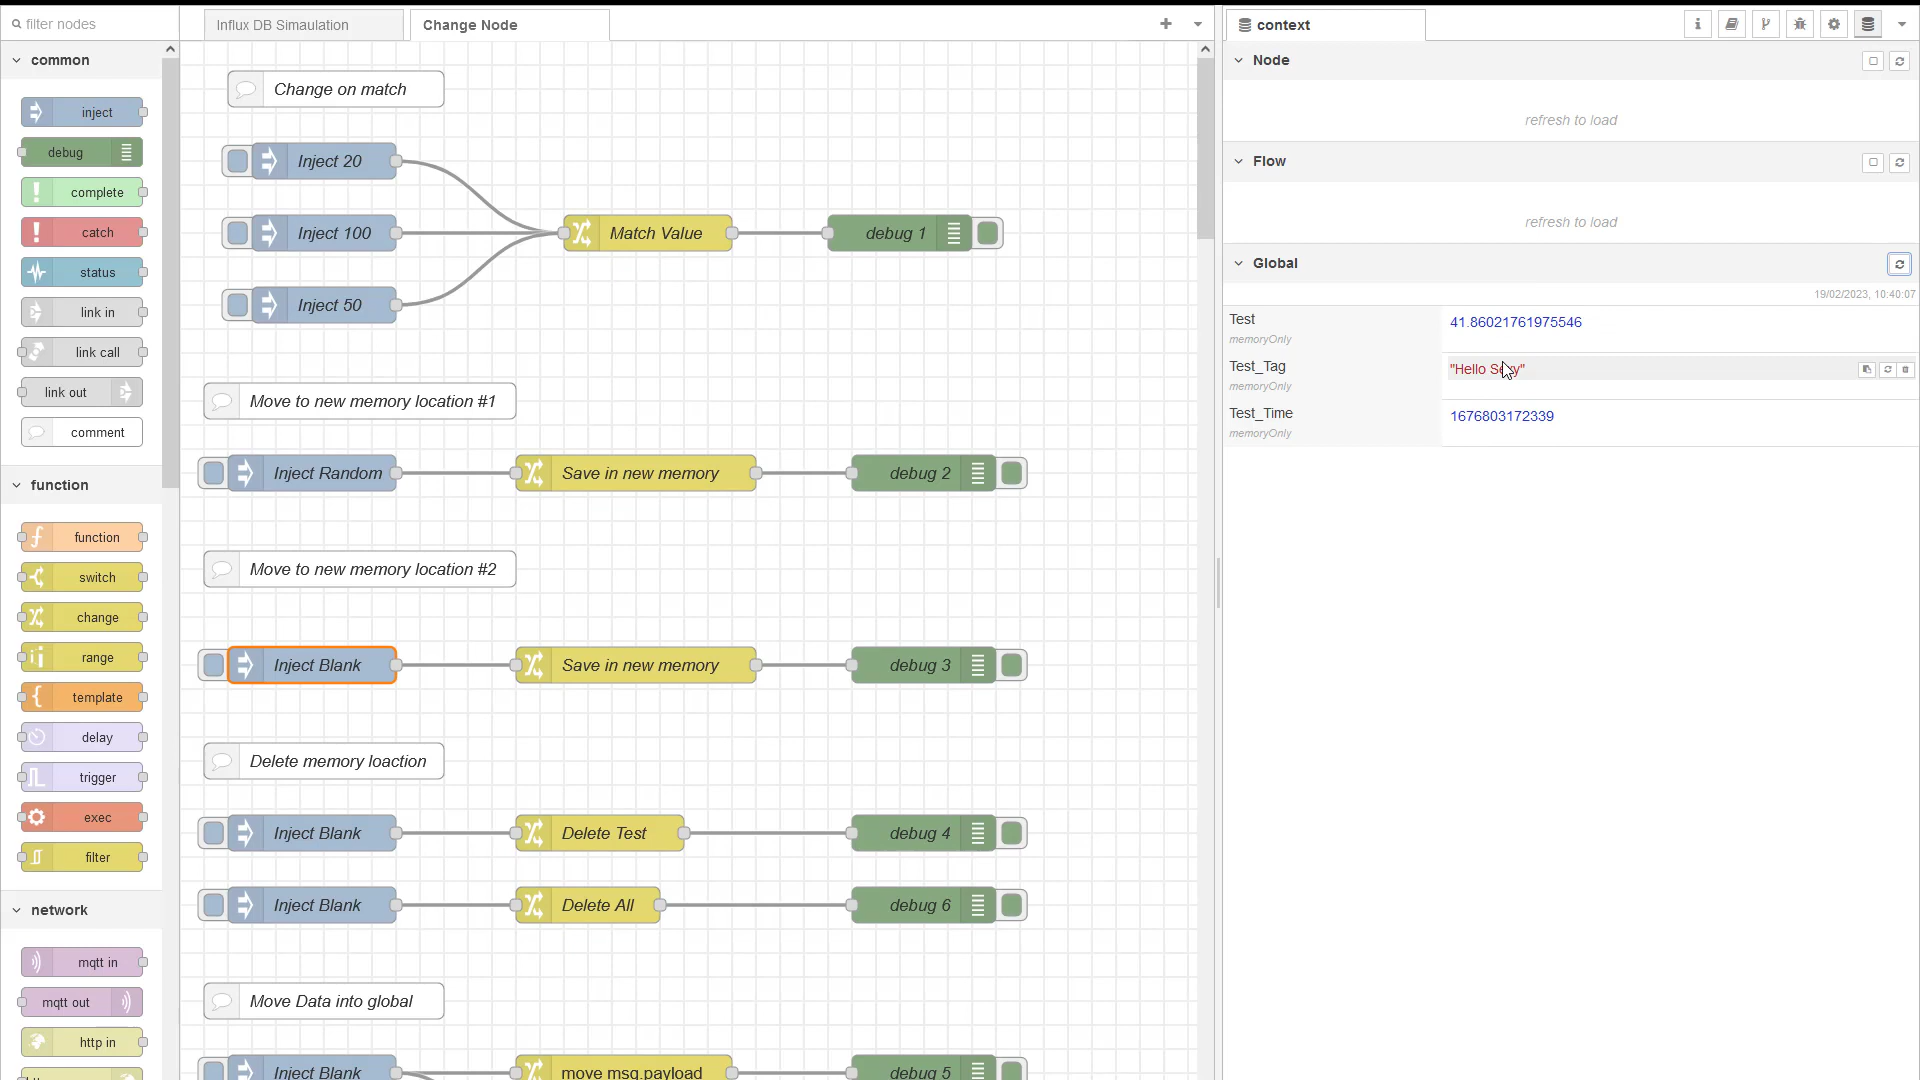 filter nodes
Influx DB Simaulation
Change Node
context
common
inject
debug
complete
catch
status
link in
link call
link out
comment
function
function
switch
change
range
template
delay
trigger
exec
filter
network
mqtt in
mqtt out
http in
Change on match
Inject 20
Inject 100
Match Value
debug 1
Inject 50
Move to new memory location #1
Inject Random
Save in new memory
debug 2
Move to new memory location #2
Inject Blank
Save in new memory
debug 3
Delete memory loaction
Inject Blank
Delete Test
debug 4
Inject Blank
Delete All
debug 6
Move Data into global
Inject Blank
move msg.payload
debug 5
Node
refresh to load
Flow
refresh to load
Global
19/02/2023, 10:40:07
Test
memoryOnly
41.86021761975546
Test_Tag
memoryOnly
"Hello
Test_Time
memoryOnly
1676803172339